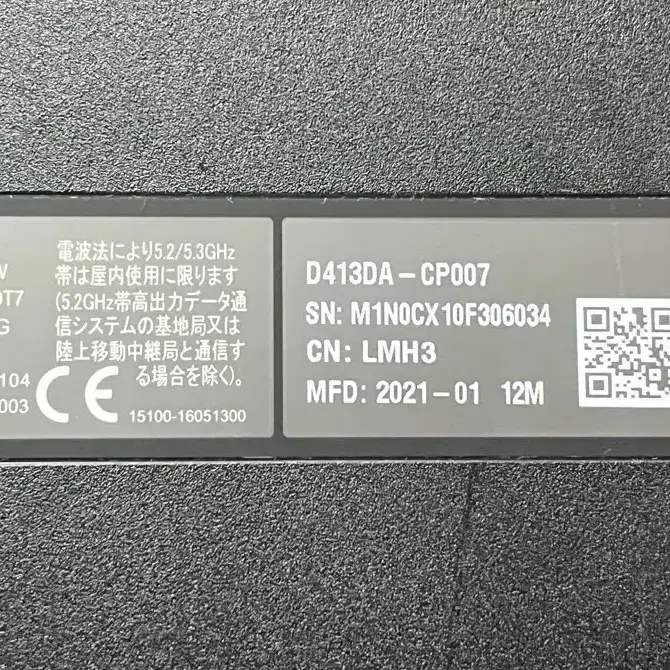 電波法により5.2/5.3GHz
帯は屋内使用に限ります
(5.2GHz帯高出力データ通
信システムの基地局又は
陸上移動中継局と通信す
る場合を除く)。
15100-16051300
W
0T7
G
104
003
CE
D413DA-CP007
SN: M1N0CX10F306034
CN: LMH3
MFD: 2021-01 12M